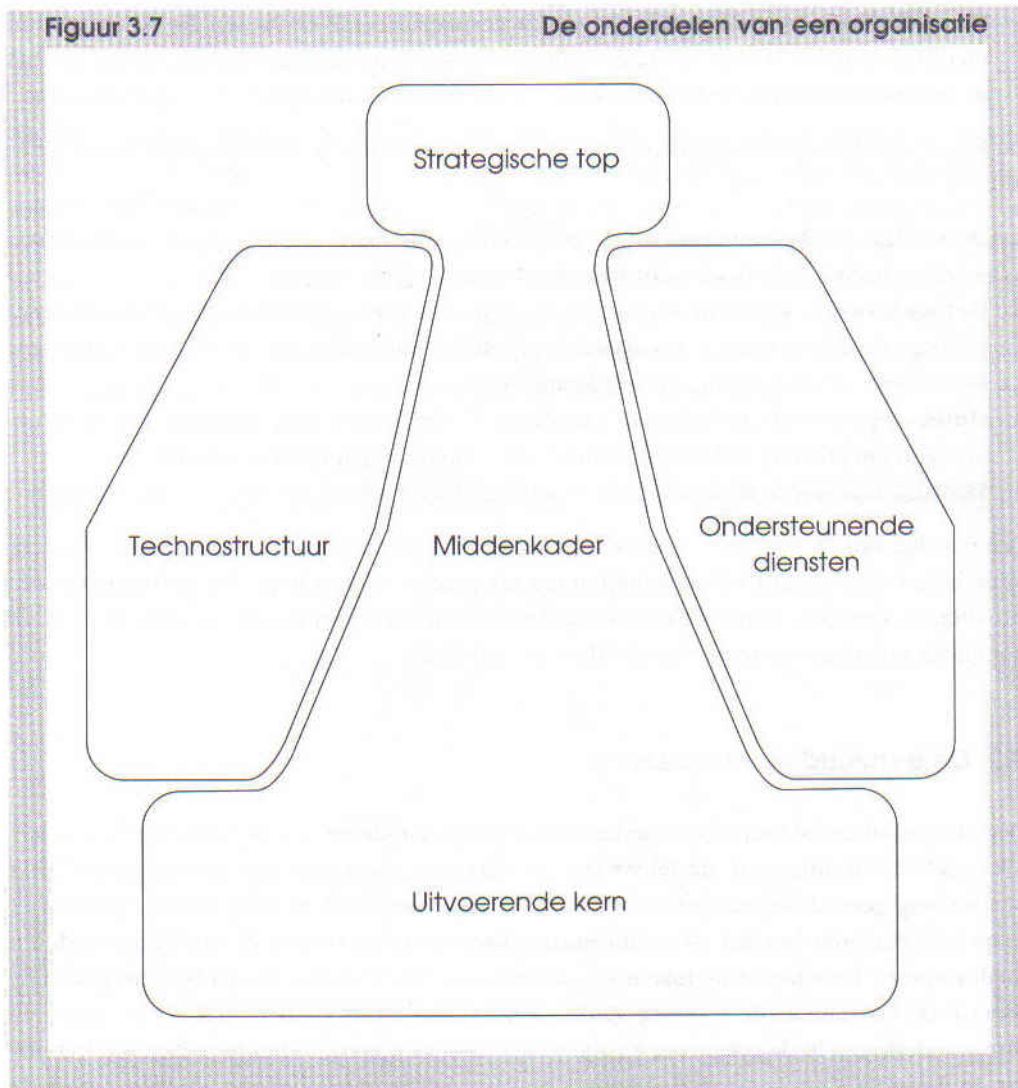 Figuur 3.7
De onderdelen van een organisatie
Strategische top
Technostructuur
Middenkader
Ondersteunende
diensten
Uitvoerende kern